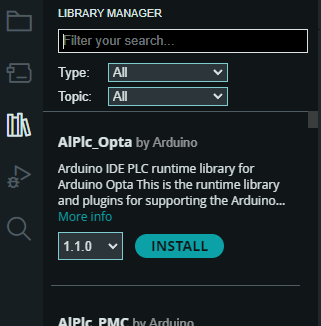 LIBRARY MANAGER
Filter your search...
Type: All
Topic: All
AlPlc_Opta by Arduino
Arduino IDE PLC runtime library for
Arduino Opta This is the runtime library
and plugins for supporting the Arduino...
More info
1.1.0 INSTALL
AlPlc_PMC by Arduino